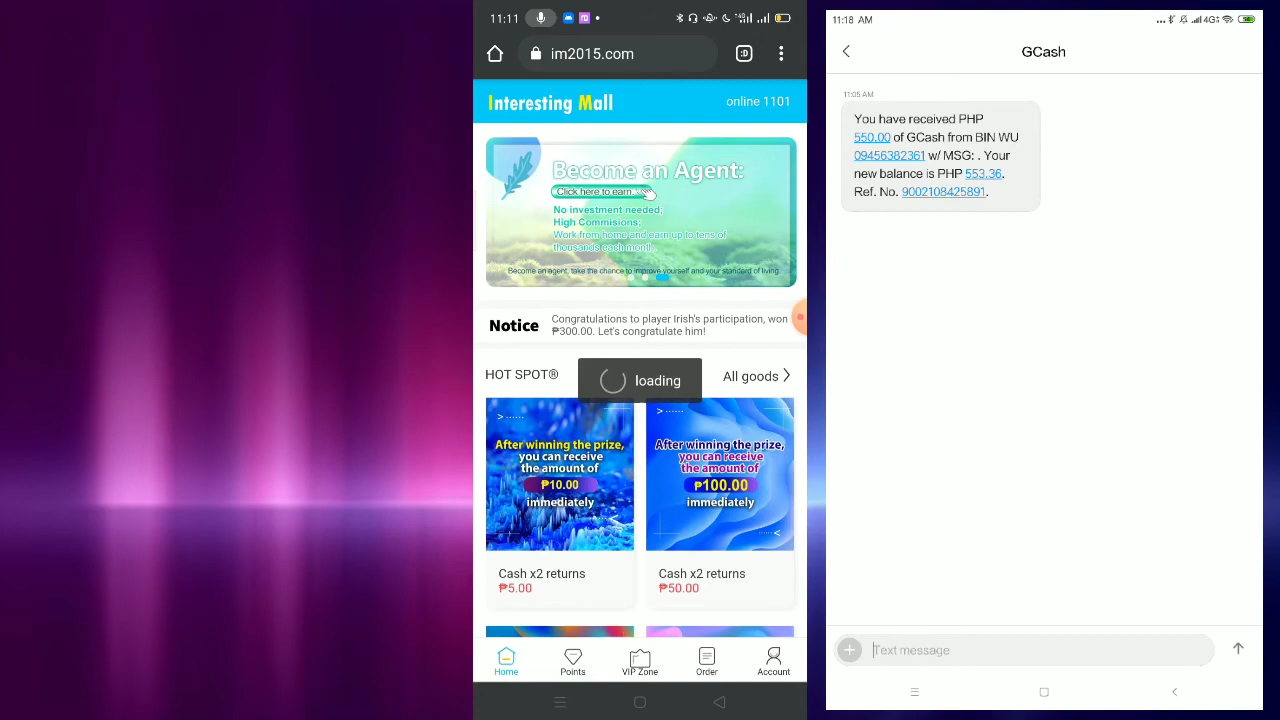 11:11
im2015.com
:D
Interesting Mall
online 1101
Become an Agent:
Click here to earn...
No investment needed;
High Commisions;
Work from home and earn up to tens of
thousands each month.
Become an agent, take the chance to improve yourself and your standard of living.
Notice
Congratulations to player Irish's participation, won
₱300.00. Let's congratulate him!
HOT SPOT®
loading
All goods
After winning the prize,
you can receive
the amount of
₱10.00
immediately
After winning the prize,
you can receive
the amount of
₱100.00
immediately
Cash x2 returns
₱5.00
Cash x2 returns
₱50.00
Home
Points
VIP Zone
Order
Account
11:18 AM
4G
GCash
11:05 AM
You have received PHP
550.00 of GCash from BIN WU
09456382361 w/ MSG: . Your
new balance is PHP 553.36.
Ref. No. 9002108425891.
Text message